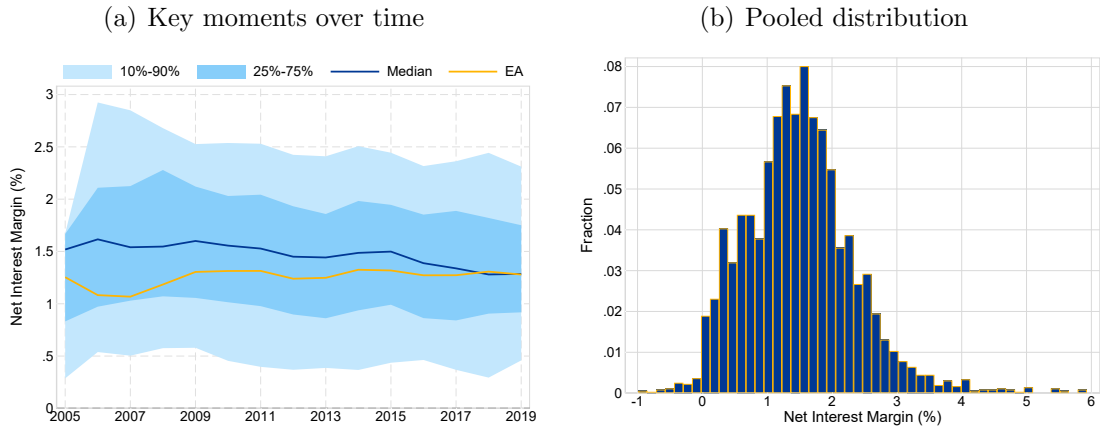 (a) Key moments over time
10%-90% 25%-75% Median EA
Net Interest Margin (%)
3
2.5
2
1.5
1
.5
0
2005 2007 2009 2011 2013 2015 2017 2019
(b) Pooled distribution
Fraction
.08
.07
.06
.05
.04
.03
.02
.01
0
-1 0 1 2 3 4 5 6
Net Interest Margin (%)